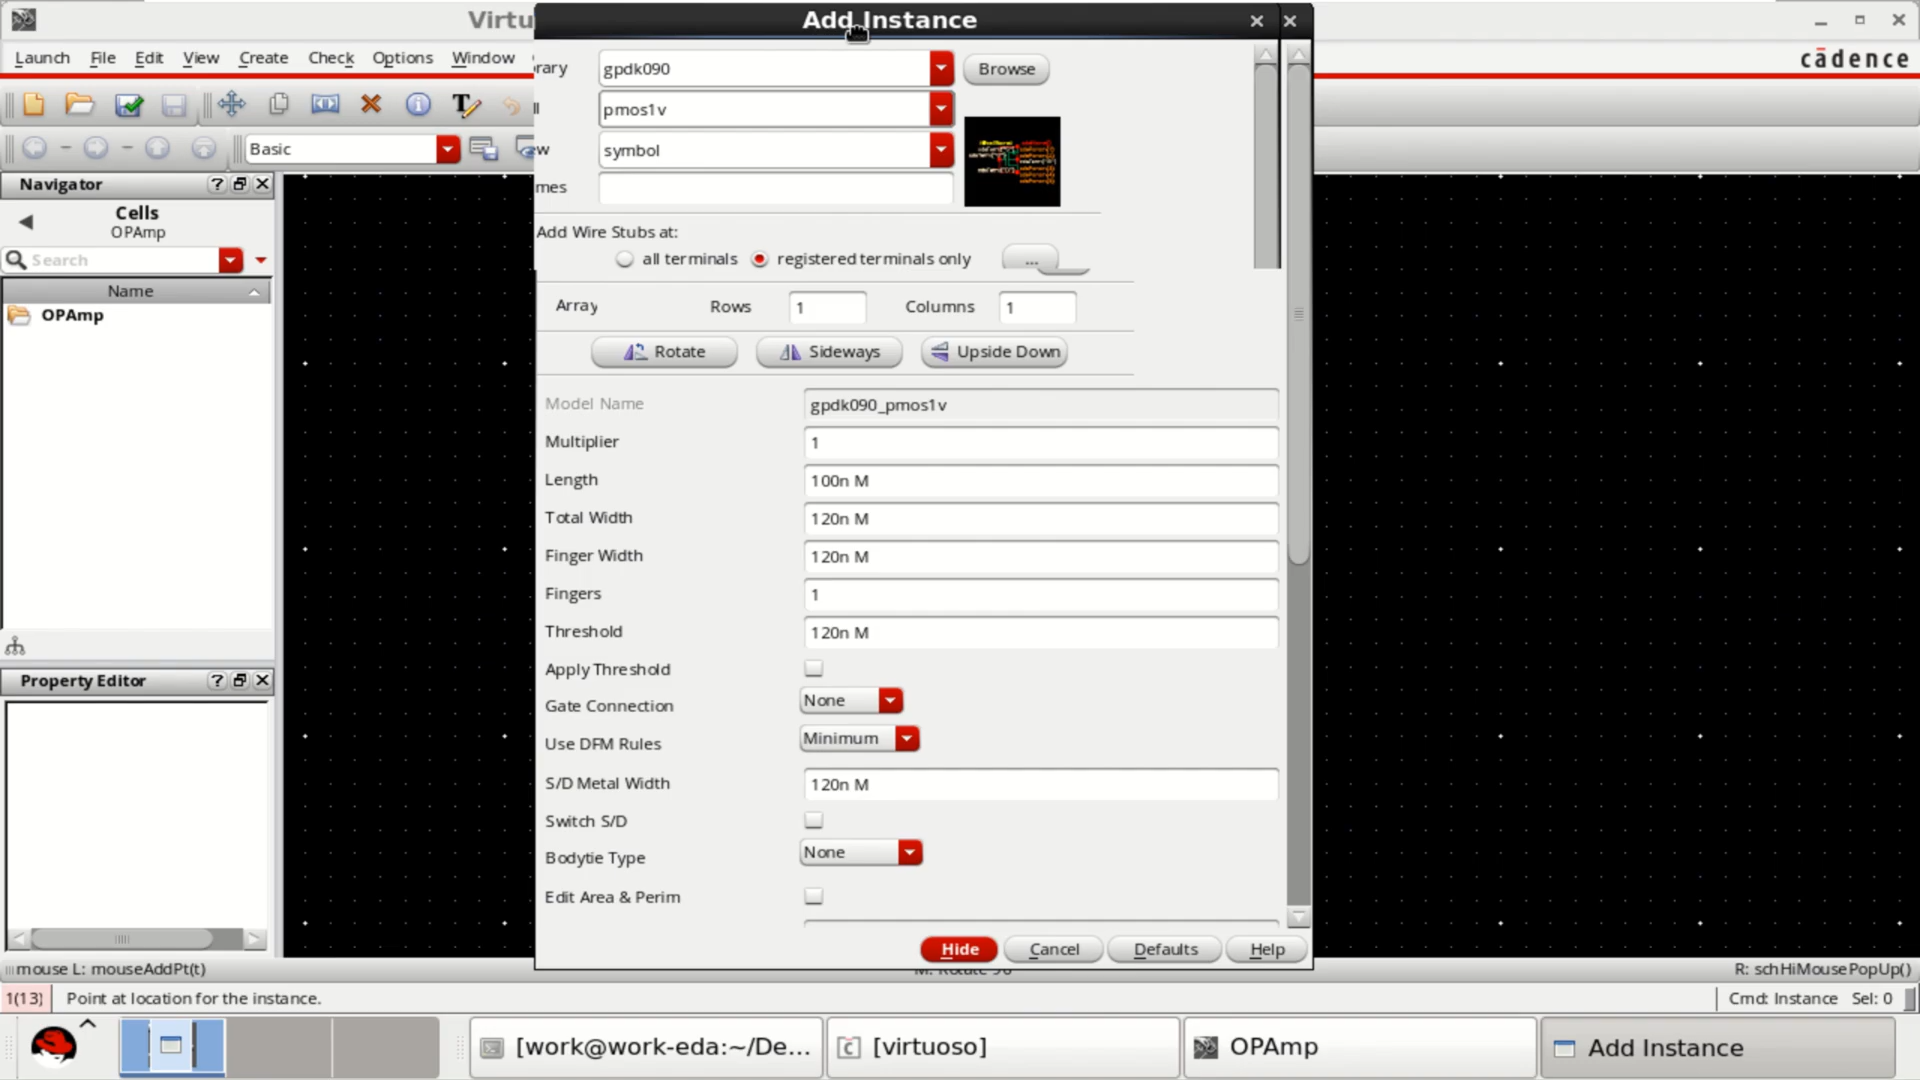 Virtu
Add Instance
Launch File Edit View Create Check Options Window
cādence
rary gpdk090 Browse
pmos1v
Basic
w symbol
mes
Navigator
Cells
OPAmp
Search
Name
OPAmp
Add Wire Stubs at:
all terminals registered terminals only ...
Array Rows 1 Columns 1
Rotate Sideways Upside Down
Model Name gpdk090_pmos1v
Multiplier 1
Length 100n M
Total Width 120n M
Finger Width 120n M
Fingers 1
Threshold 120n M
Apply Threshold
Gate Connection None
Use DFM Rules Minimum
S/D Metal Width 120n M
Switch S/D
Bodytie Type None
Edit Area & Perim
Property Editor
Hide Cancel Defaults Help
mouse L: mouseAddPt(t)
R: schHiMousePopUp()
1(13) Point at location for the instance.
Cmd: Instance Sel: 0
[work@work-eda:~/De...
[virtuoso]
OPAmp
Add Instance